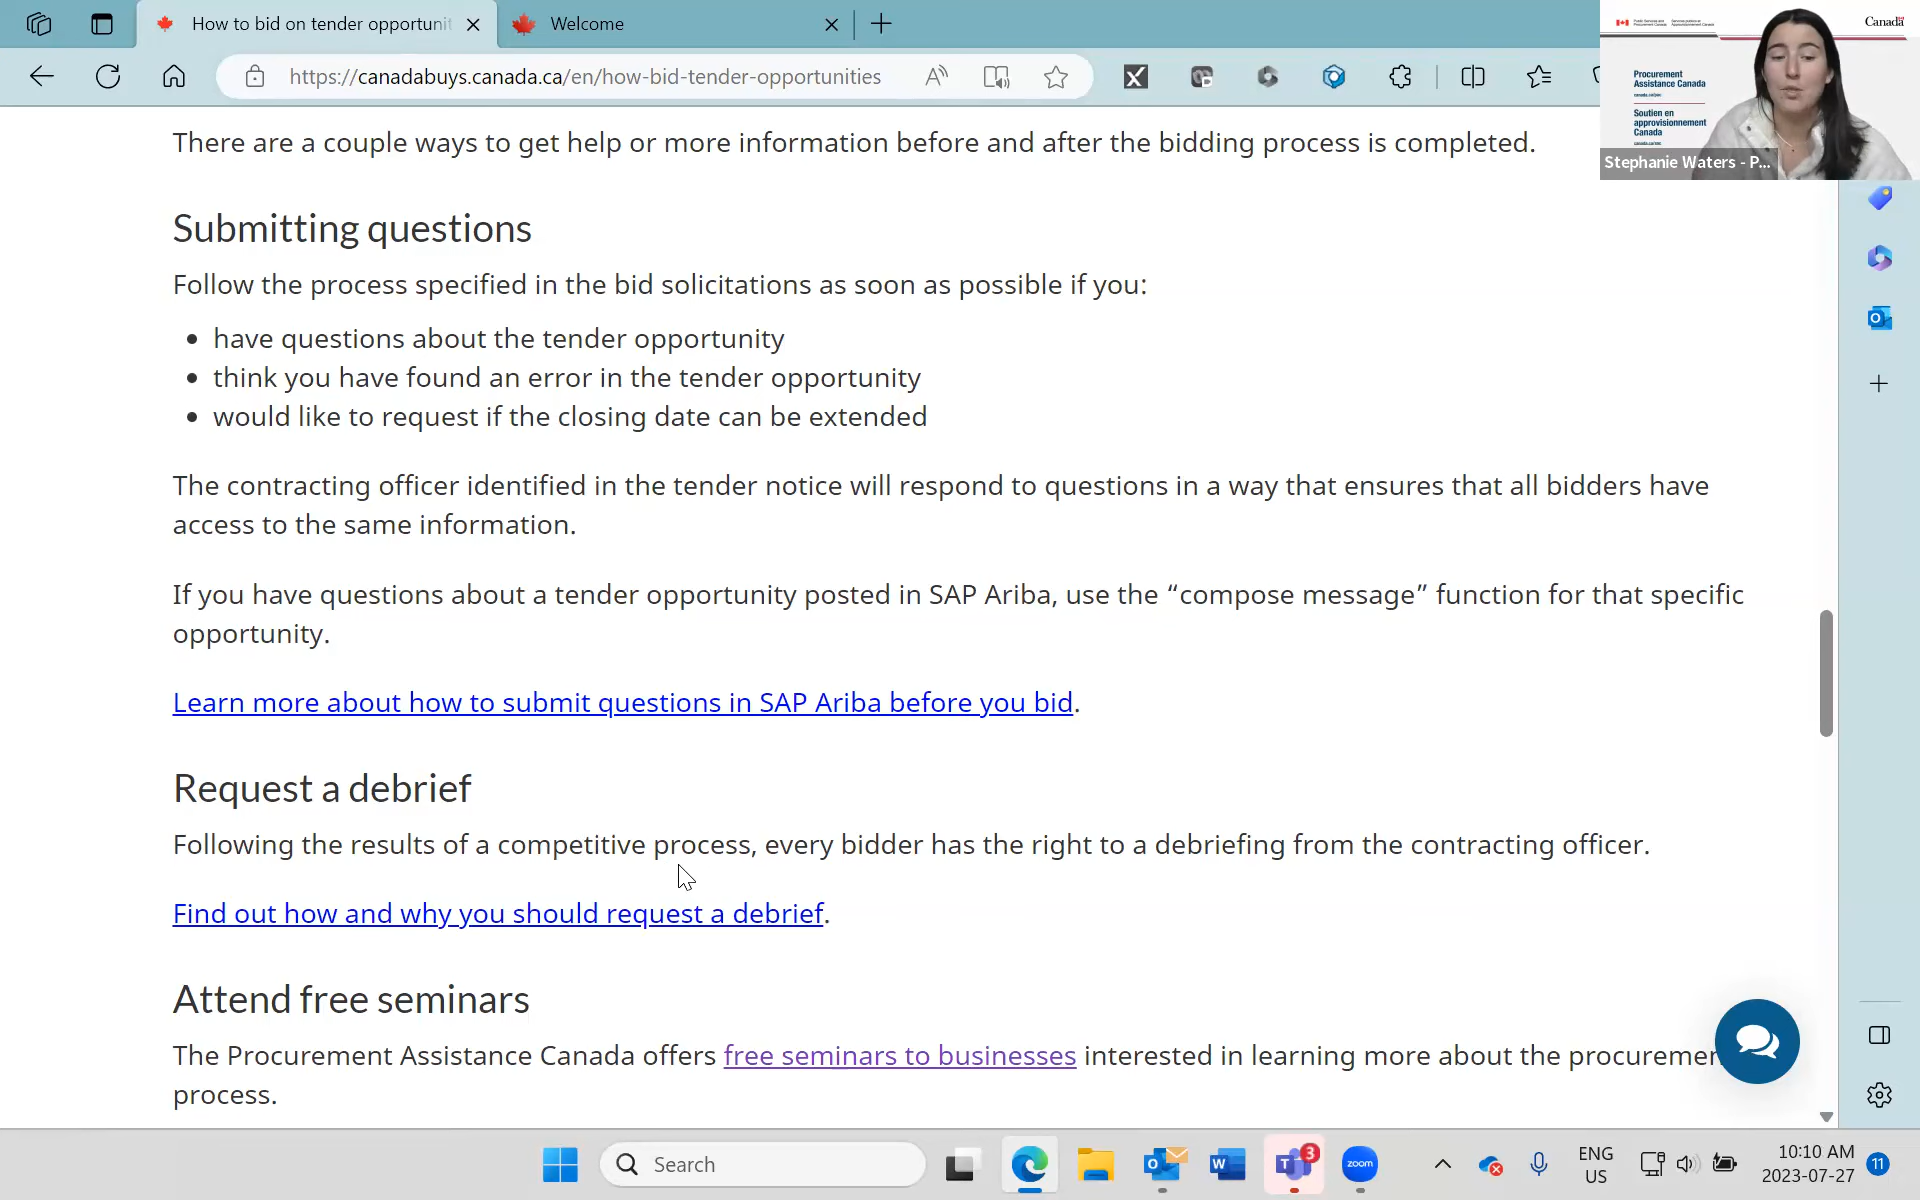 How to bid on tender opportunit
Welcome
https://canadabuys.canada.ca/en/how-bid-tender-opportunities
Canada
Procurement
Assistance Canada
Soutien en
approvisionnement
Canada
Stephanie Waters - P...
There are a couple ways to get help or more information before and after the bidding process is completed.
Submitting questions
Follow the process specified in the bid solicitations as soon as possible if you:
have questions about the tender opportunity
think you have found an error in the tender opportunity
would like to request if the closing date can be extended
The contracting officer identified in the tender notice will respond to questions in a way that ensures that all bidders have
access to the same information.
If you have questions about a tender opportunity posted in SAP Ariba, use the “compose message” function for that specific
opportunity.
Learn more about how to submit questions in SAP Ariba before you bid.
Request a debrief
Following the results of a competitive process, every bidder has the right to a debriefing from the contracting officer.
Find out how and why you should request a debrief.
Attend free seminars
The Procurement Assistance Canada offers free seminars to businesses interested in learning more about the procuremen
process.
Search
zoom
3
ENG
US
10:10 AM
2023-07-27
11